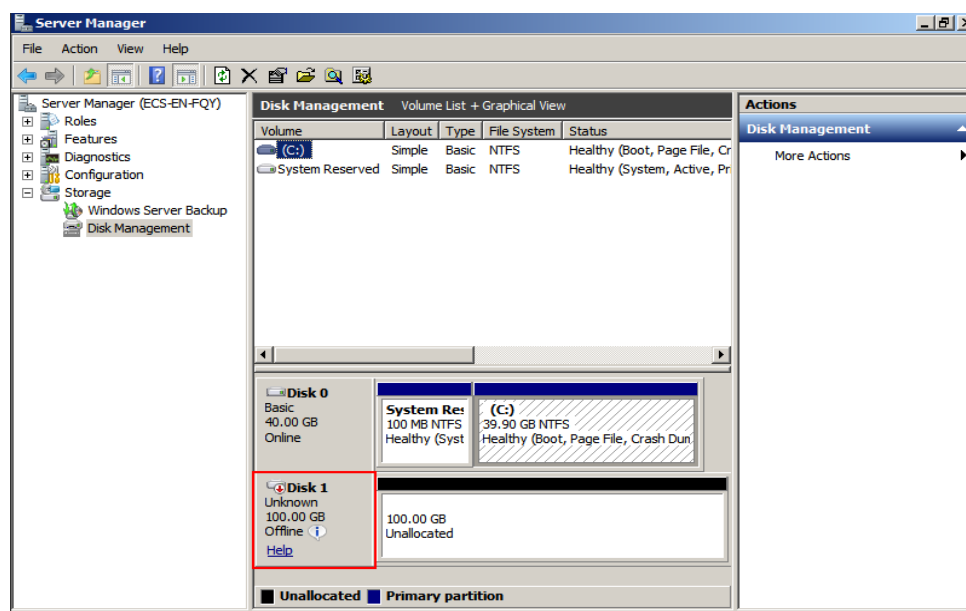 Server Manager
File Action View Help
Server Manager (ECS-EN-FQY)
Roles
Features
Diagnostics
Configuration
Storage
Windows Server Backup
Disk Management
Disk Management Volume List + Graphical View
Volume Layout Type File System Status
(C:) Simple Basic NTFS Healthy (Boot, Page File, Cr
System Reserved Simple Basic NTFS Healthy (System, Active, Pri
Disk 0
Basic
40.00 GB
Online
System Res
100 MB NTFS
Healthy (Syst
(C:)
39.90 GB NTFS
Healthy (Boot, Page File, Crash Dun
Disk 1
Unknown
100.00 GB
Offline
Help
100.00 GB
Unallocated
Unallocated Primary partition
Actions
Disk Management
More Actions